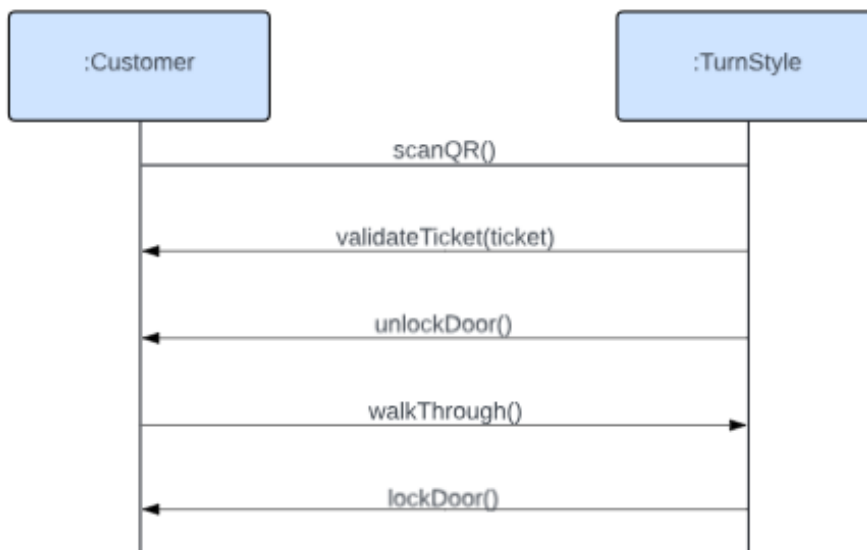 :Customer
:TurnStyle
scanQR()
validateTicket(ticket)
unlockDoor()
walkThrough()
lockDoor()